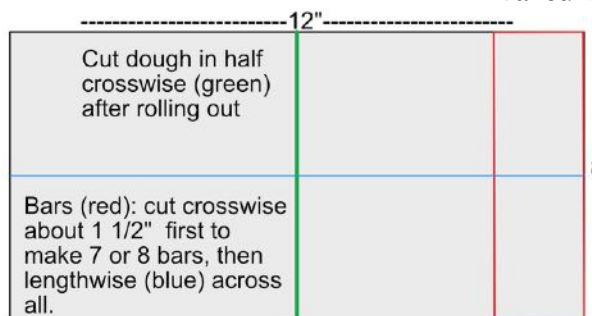 ---------------------------12"-------------------------
Cut dough in half
crosswise (green)
after rolling out
Bars (red): cut crosswise
about 1 1/2"  first to
make 7 or 8 bars, then
lengthwise (blue) across
all.